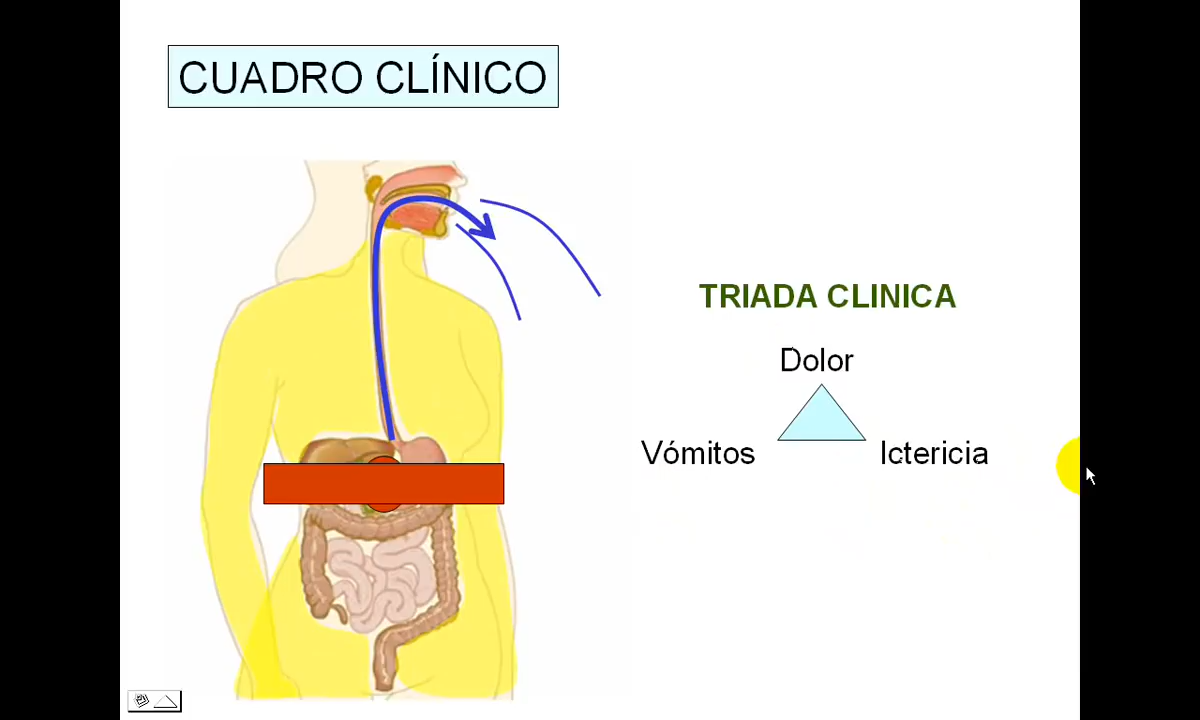 CUADRO CLÍNICO
TRIADA CLINICA
Dolor
Vómitos
Ictericia